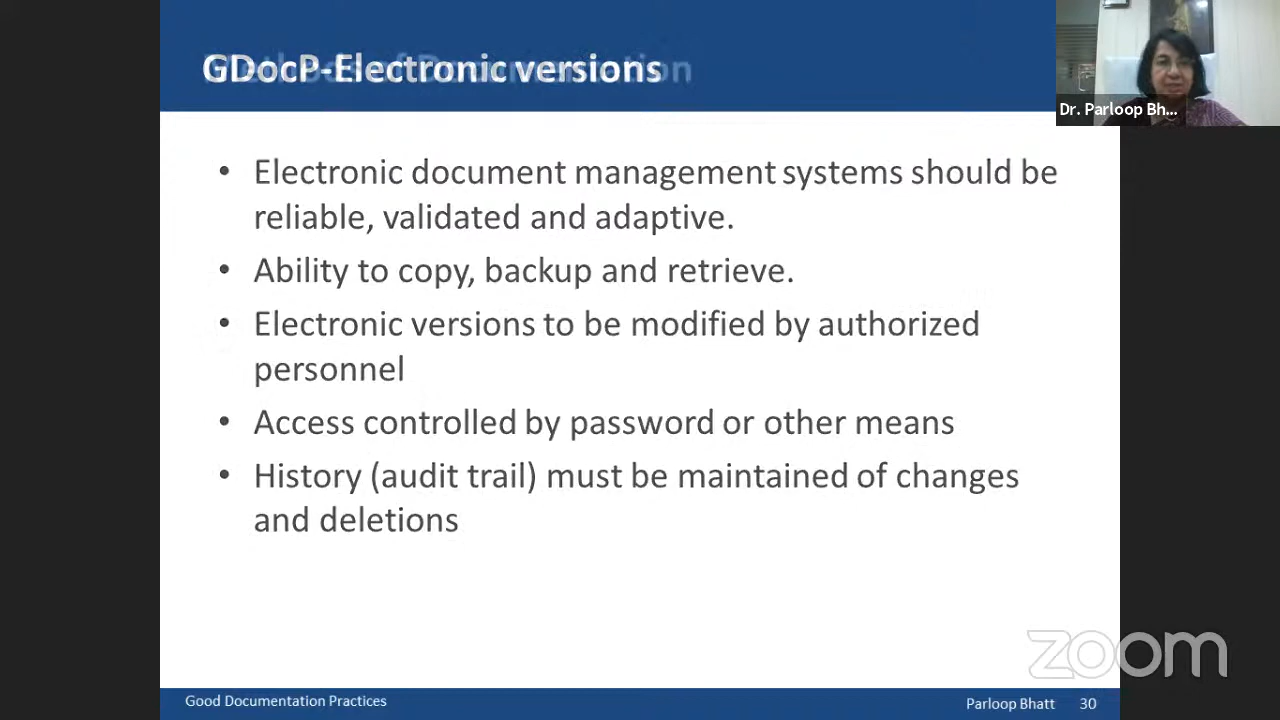 GDocP-Electronic versions
Dr. Parloop Bh...
• Electronic document management systems should be
reliable, validated and adaptive.
• Ability to copy, backup and retrieve.
• Electronic versions to be modified by authorized
personnel
• Access controlled by password or other means
• History (audit trail) must be maintained of changes
and deletions
zoom
Good Documentation Practices
Parloop Bhatt 30